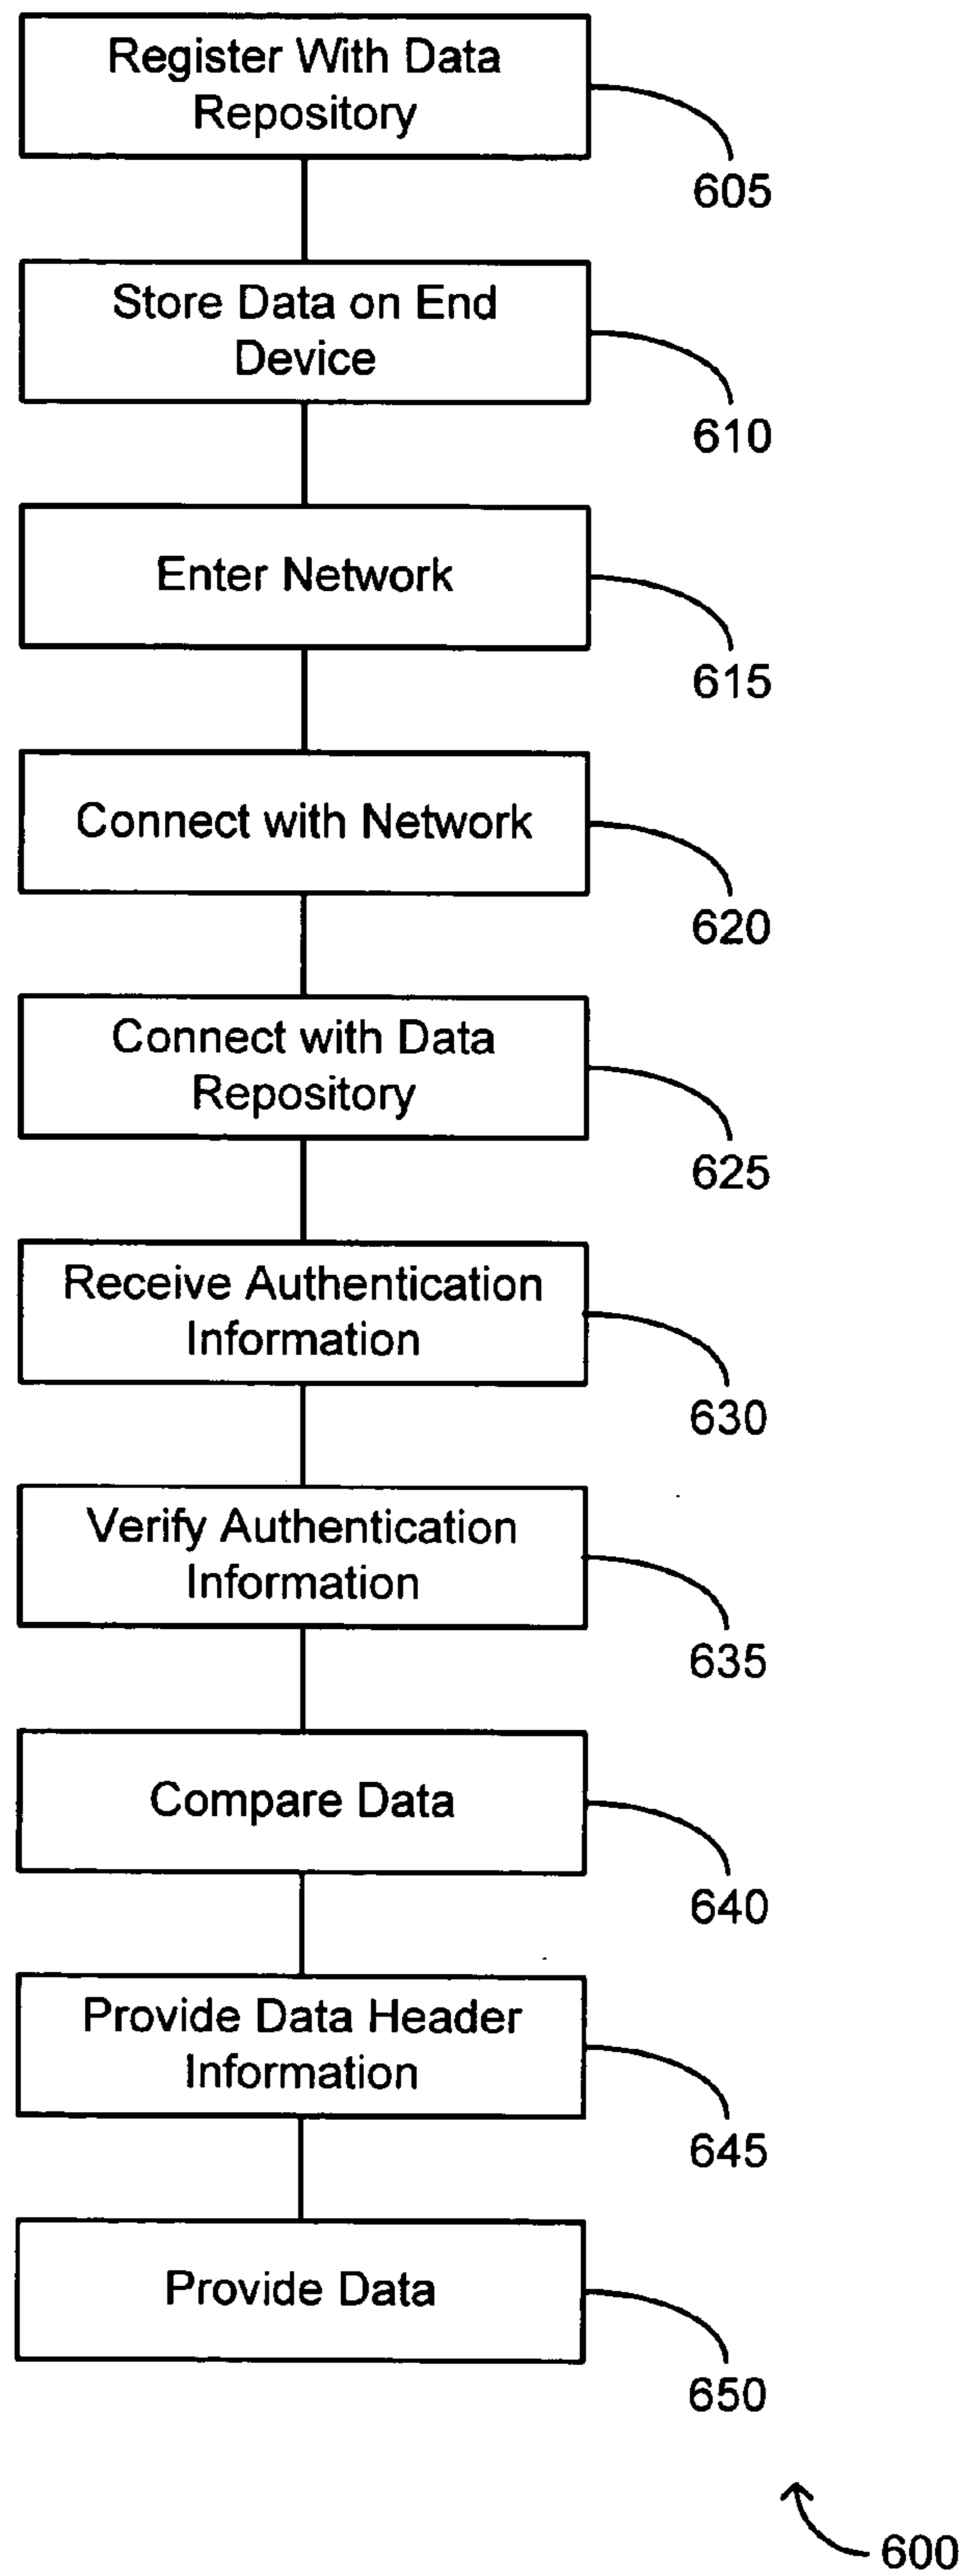 Register With Data
Repository
605
Store Data on End
Device
610
Enter Network
615
Connect with Network
620
Connect with Data
Repository
625
Receive Authentication
Information
630
Verify Authentication
Information
635
Compare Data
640
Provide Data Header
Information
645
Provide Data
650
600